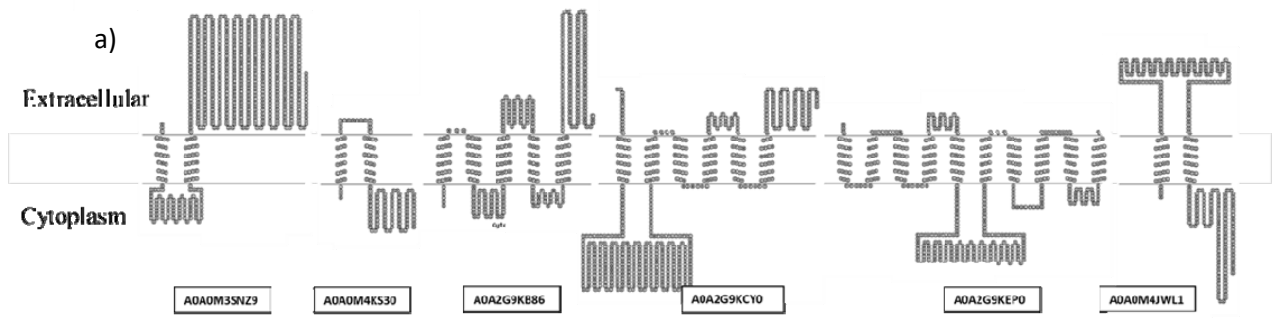 a)
Extracellular
Cytoplasm
A0A0M3SNZ9
A0A0M4KS30
A0A2G9KB86
A0A2G9KCY0
A0A2G9KEP0
A0A0M4JWL1